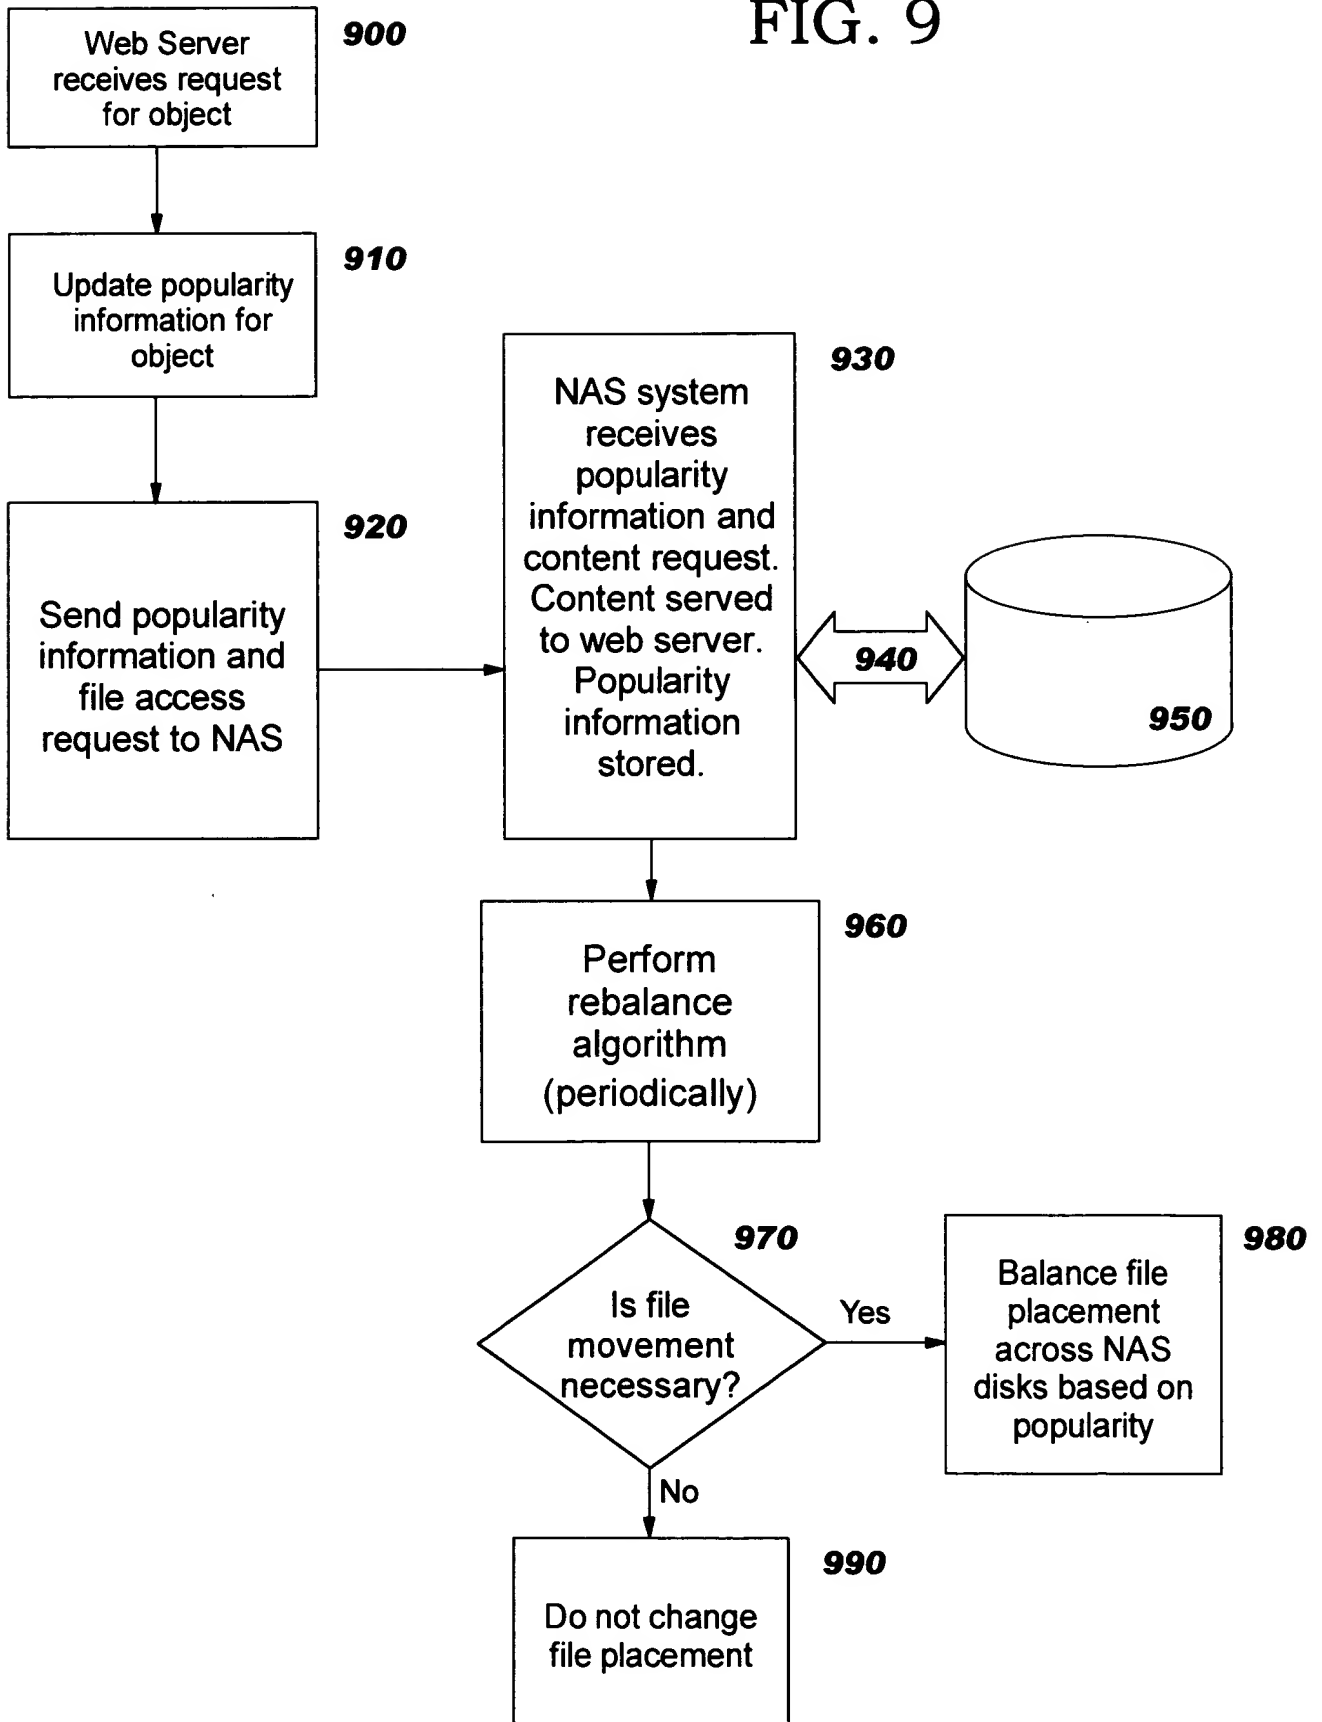 FIG. 9
Web Server
receives request
for object
900
Update popularity
information for
object
910
Send popularity
information and
file access
request to NAS
920
NAS system
receives
popularity
information and
content request.
Content served
to web server.
Popularity
information
stored.
930
940
950
Perform
rebalance
algorithm
(periodically)
960
Is file
movement
necessary?
970
Yes
Balance file
placement
across NAS
disks based on
popularity
980
No
Do not change
file placement
990